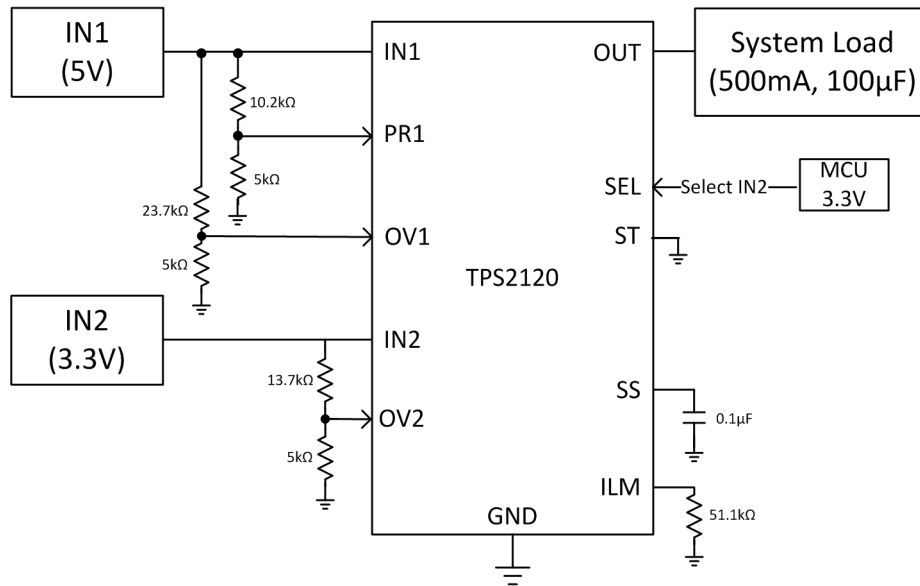 IN1
(5V)
IN1
OUT
System Load
(500mA, 100µF)
10.2kΩ
PR1
5kΩ
SEL
Select IN2
MCU
3.3V
23.7kΩ
OV1
ST
5kΩ
TPS2120
IN2
(3.3V)
IN2
13.7kΩ
OV2
5kΩ
SS
0.1µF
ILM
51.1kΩ
GND